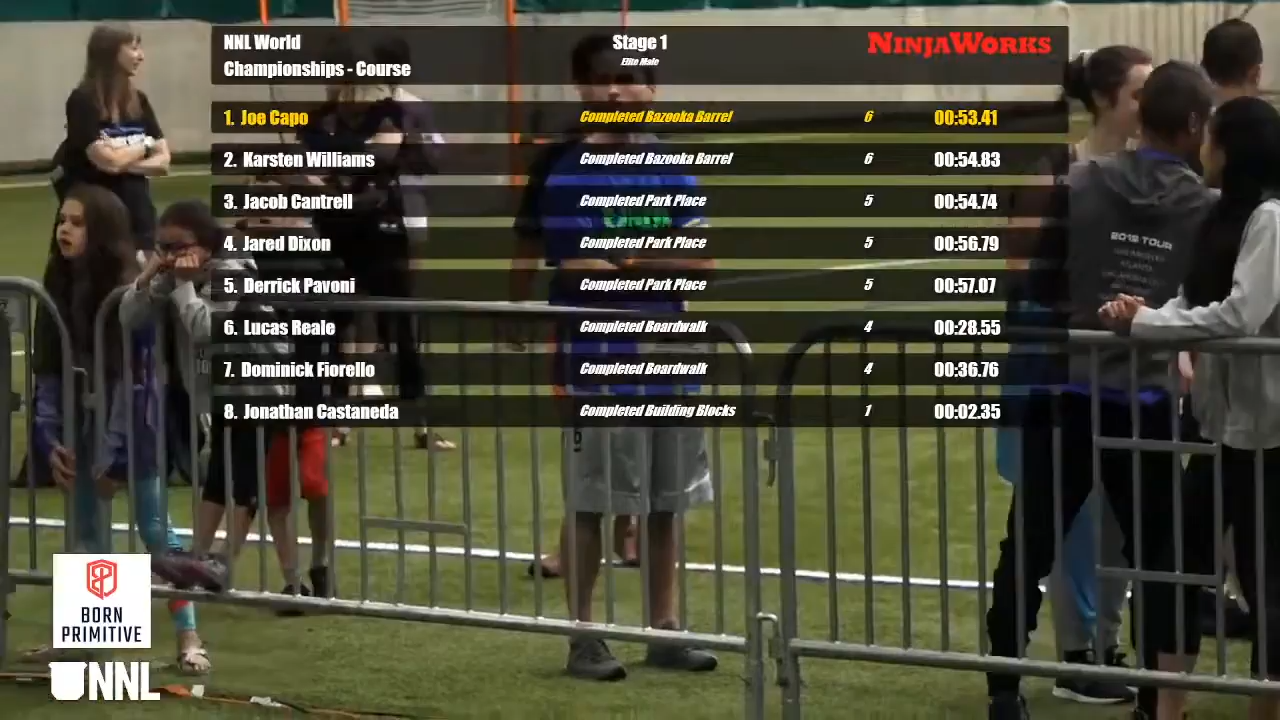 NNL World
Championships - Course
Stage 1
Elite Male
NINJAWORKS
1. Joe Capo Completed Bazooka Barrel 6 00:53.41
2. Karsten Williams Completed Bazooka Barrel 6 00:54.83
3. Jacob Cantrell Completed Park Place 5 00:54.74
4. Jared Dixon Completed Park Place 5 00:56.79
5. Derrick Pavoni Completed Park Place 5 00:57.07
6. Lucas Reale Completed Boardwalk 4 00:28.55
7. Dominick Fiorello Completed Boardwalk 4 00:36.76
8. Jonathan Castaneda Completed Building Blocks 1 00:02.35
2019 TOUR
BORN
PRIMITIVE
NNL